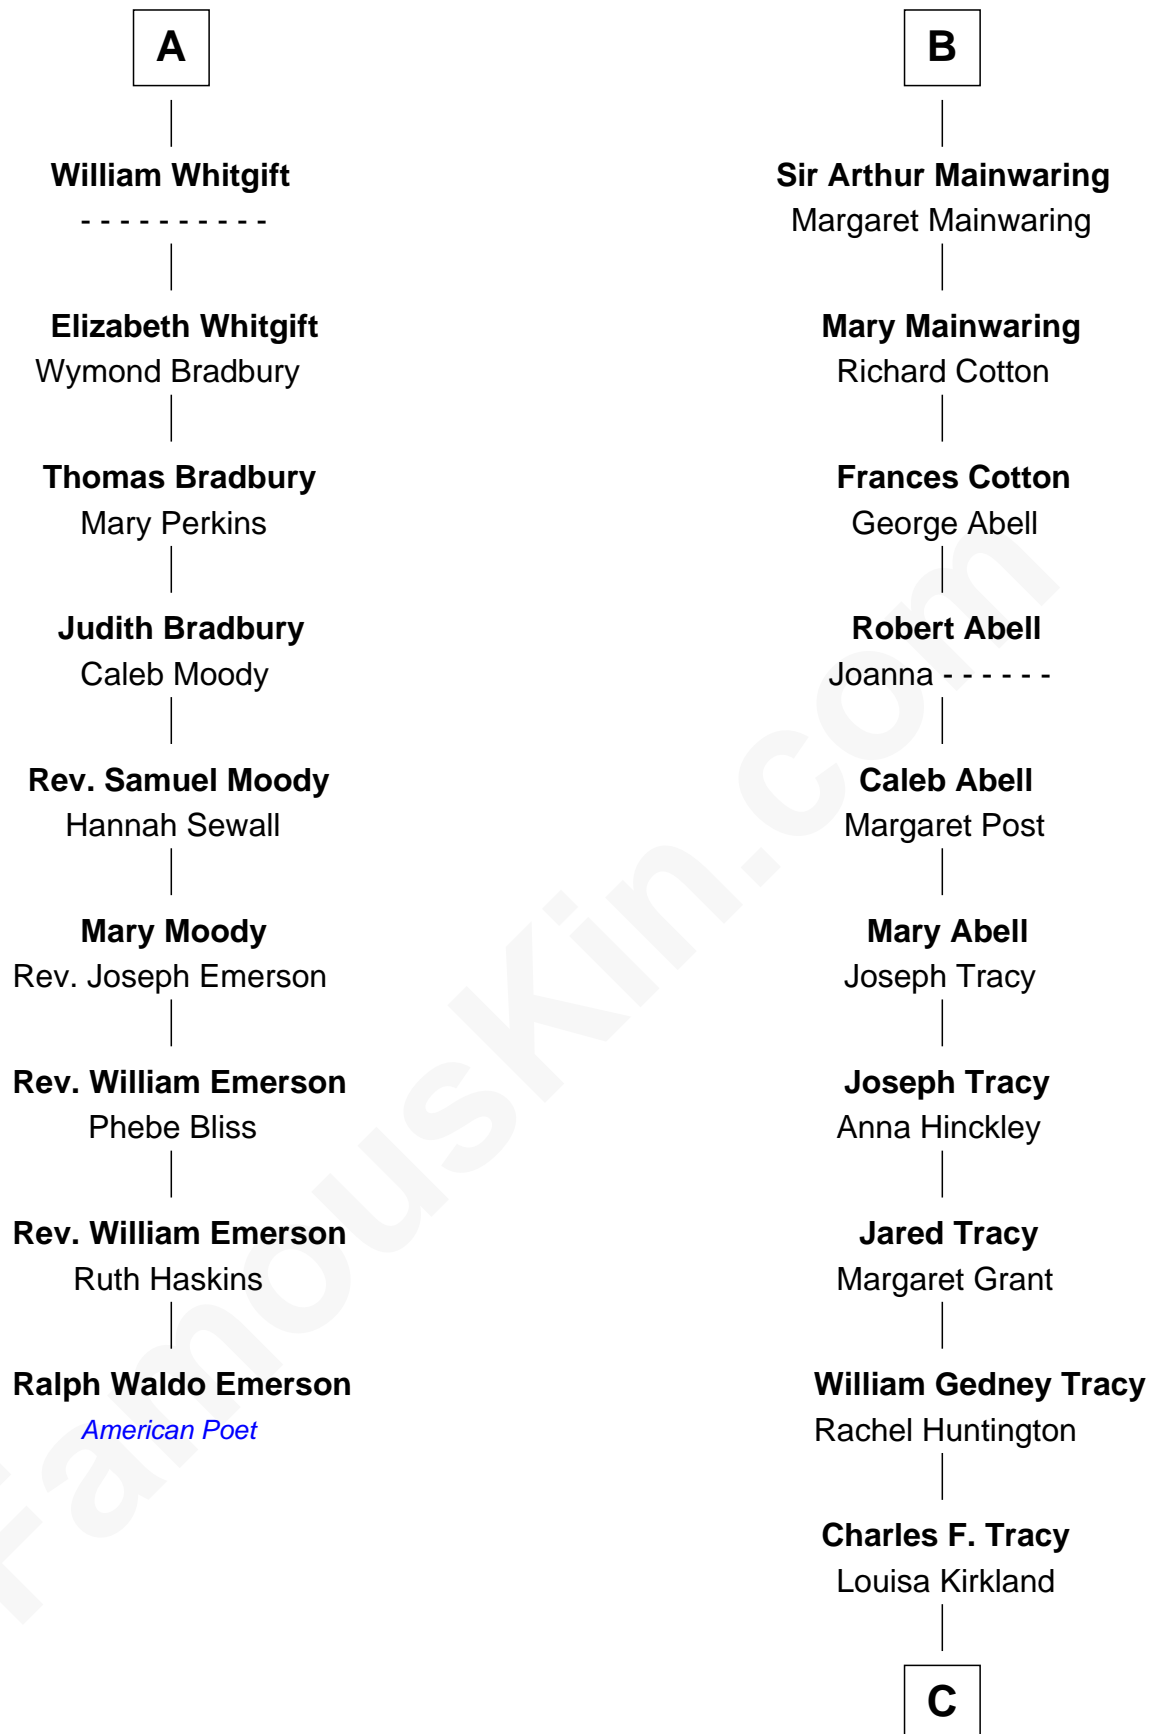 A
William Whitgift
- - - - - - - - - -
Elizabeth Whitgift
Wymond Bradbury
Thomas Bradbury
Mary Perkins
Judith Bradbury
Caleb Moody
Rev. Samuel Moody
Hannah Sewall
Mary Moody
Rev. Joseph Emerson
Rev. William Emerson
Phebe Bliss
Rev. William Emerson
Ruth Haskins
Ralph Waldo Emerson
American Poet
B
Sir Arthur Mainwaring
Margaret Mainwaring
Mary Mainwaring
Richard Cotton
Frances Cotton
George Abell
Robert Abell
Joanna - - - - - -
Caleb Abell
Margaret Post
Mary Abell
Joseph Tracy
Joseph Tracy
Anna Hinckley
Jared Tracy
Margaret Grant
William Gedney Tracy
Rachel Huntington
Charles F. Tracy
Louisa Kirkland
C
FamousKin.com